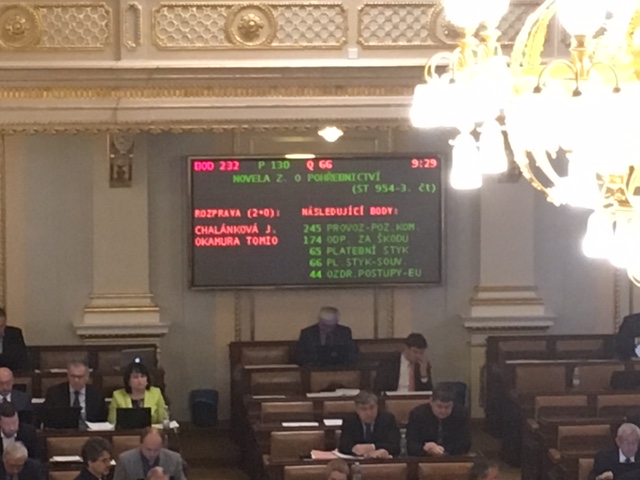 BOD 232 P 130 Q 66 9:29
NOVELA Z. O POHŘEBNICTVÍ
(ST 954-3. čt)
ROZPRAVA (2+0): NÁSLEDUJÍCÍ BODY:
CHALÁNKOVÁ J. 245 PROVOZ-POZ.KOM.
OKAMURA TOMIO 174 ODP. ZA ŠKODU
65 PLATEBNÍ STYK
66 PL.STYK-SOUV.
44 OZDR.POSTUPY-EU